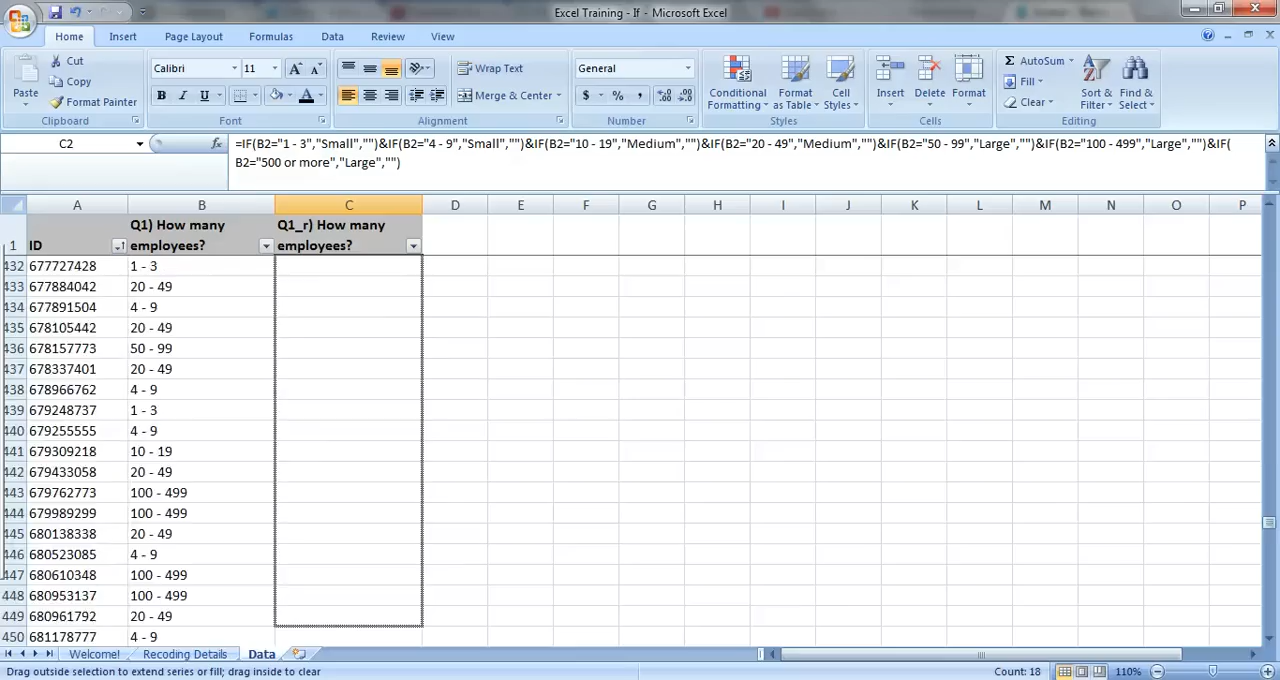 Excel Training - If - Microsoft Excel
Home Insert Page Layout Formulas Data Review View
Paste
Cut
Copy
Format Painter
Clipboard
Calibri 11
B I U
Font
Wrap Text
Merge & Center
Alignment
General
$ % ,
Number
Conditional Formatting
Format as Table
Cell Styles
Styles
Insert Delete Format
Cells
Σ AutoSum
Fill
Clear
Sort & Filter
Find & Select
Editing
C2 fx =IF(B2="1 - 3","Small","")&IF(B2="4 - 9","Small","")&IF(B2="10 - 19","Medium","")&IF(B2="20 - 49","Medium","")&IF(B2="50 - 99","Large","")&IF(B2="100 - 499","Large","")&IF(
B2="500 or more","Large","")
A B C D E F G H I J K L M N O P
Q1) How many Q1_r) How many
1 ID employees? employees?
432 677727428 1 - 3
433 677884042 20 - 49
434 677891504 4 - 9
435 678105442 20 - 49
436 678157773 50 - 99
437 678337401 20 - 49
438 678966762 4 - 9
439 679248737 1 - 3
440 679255555 4 - 9
441 679309218 10 - 19
442 679433058 20 - 49
443 679762773 100 - 499
444 679989299 100 - 499
445 680138338 20 - 49
446 680523085 4 - 9
447 680610348 100 - 499
448 680953137 100 - 499
449 680961792 20 - 49
450 681178777 4 - 9
Welcome! Recoding Details Data
Drag outside selection to extend series or fill; drag inside to clear Count: 18 110%